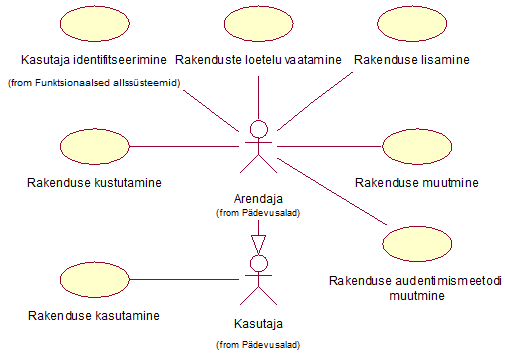 Kasutaja identifitseerimine
Rakenduste loetelu vaatamine
Rakenduse lisamine
(from Funktsionaalsed allssüsteemid)
Rakenduse kustutamine
Rakenduse muutmine
Arendaja
(from Pädevusalad)
Rakenduse audentimismeetodi
muutmine
Rakenduse kasutamine
Kasutaja
(from Pädevusalad)